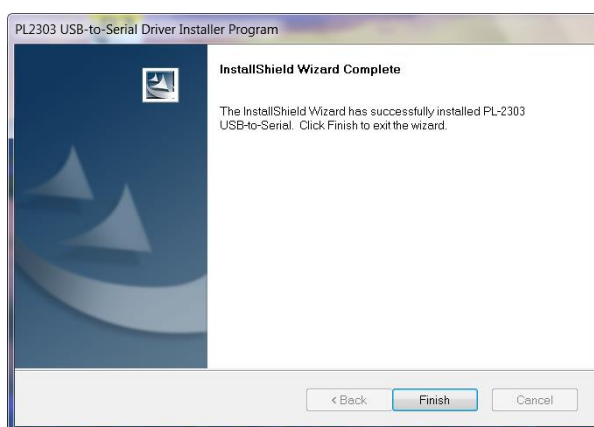 PL2303 USB-to-Serial Driver Installer Program
InstallShield Wizard Complete
The InstallShield Wizard has successfully installed PL-2303
USB-to-Serial. Click Finish to exit the wizard.
< Back
Finish
Cancel